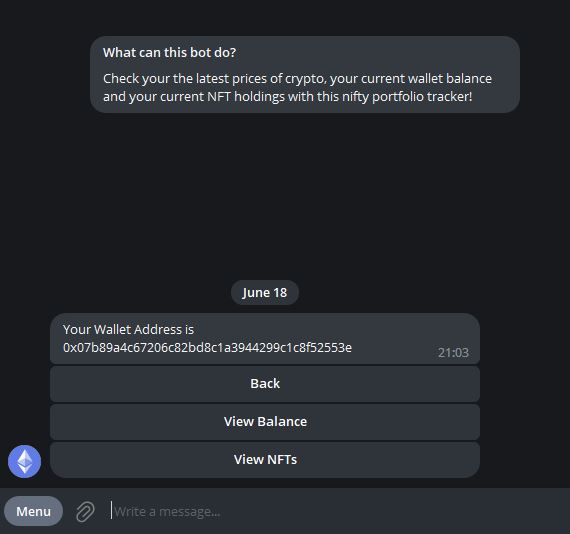 What can this bot do?
Check your the latest prices of crypto, your current wallet balance
and your current NFT holdings with this nifty portfolio tracker!
June 18
Your Wallet Address is
0x07b89a4c67206c82bd8c1a3944299c1c8f52553e
21:03
Back
View Balance
View NFTs
Menu
Write a message...